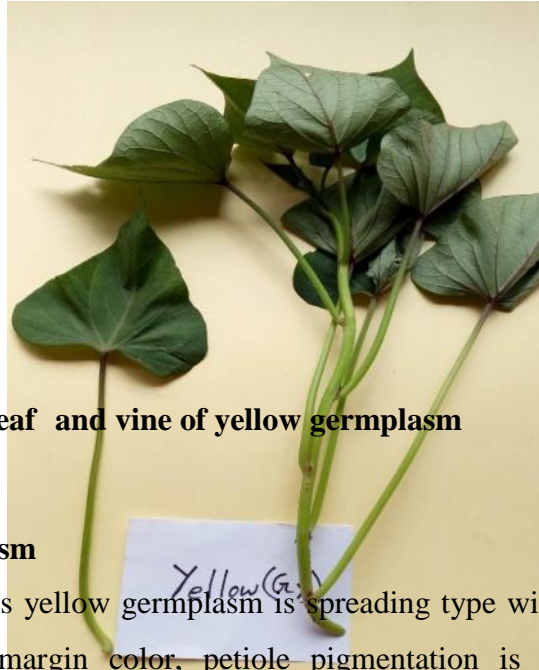 eaf and vine of yellow germplasm
sm
Yellow (G
s yellow germplasm is spreading type wi
margin color, petiole pigmentation is